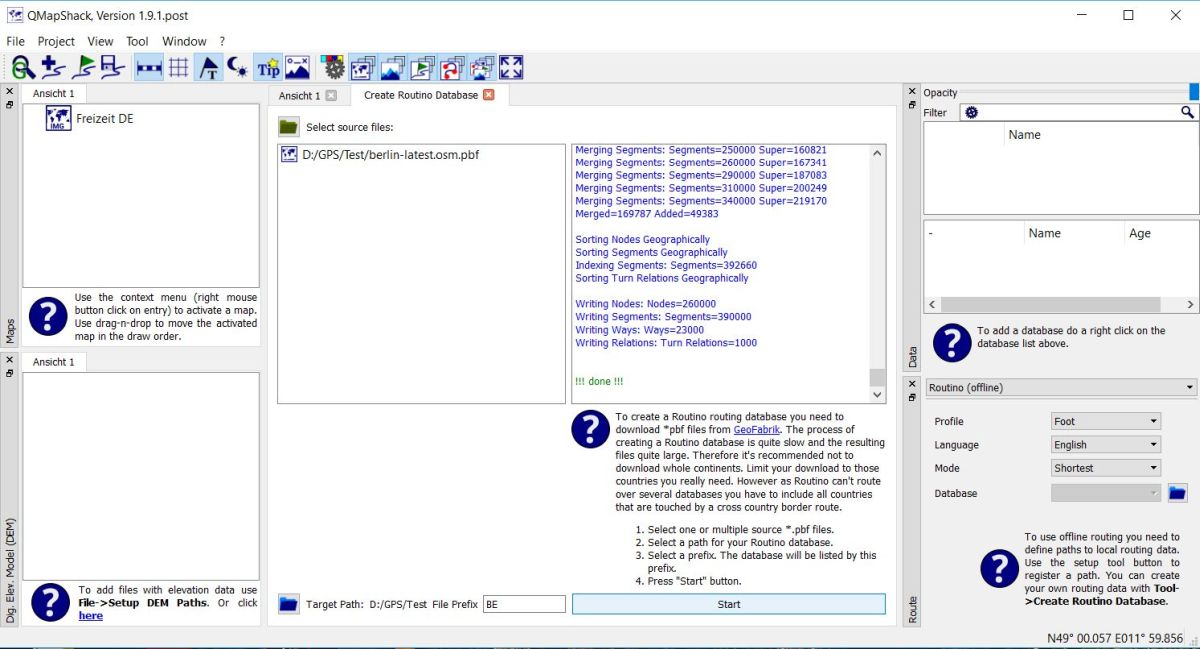 QMapShack, Version 1.9.1.post
File Project View Tool Window ?
Tip
Maps
Ansicht 1
IMG
Freizeit DE
Use the context menu (right mouse
button click on entry) to activate a map.
Use drag-n-drop to move the activated
map in the draw order.
Dig. Elev. Model (DEM)
Ansicht 1
To add files with elevation data use
File->Setup DEM Paths. Or click
here
Ansicht 1
Create Routino Database
Select source files:
D:/GPS/Test/berlin-latest.osm.pbf
Merging Segments: Segments=250000 Super=160821
Merging Segments: Segments=260000 Super=167341
Merging Segments: Segments=290000 Super=187083
Merging Segments: Segments=310000 Super=200249
Merging Segments: Segments=340000 Super=219170
Merged=169787 Added=49383
Sorting Nodes Geographically
Sorting Segments Geographically
Indexing Segments: Segments=392660
Sorting Turn Relations Geographically
Writing Nodes: Nodes=260000
Writing Segments: Segments=390000
Writing Ways: Ways=23000
Writing Relations: Turn Relations=1000
!!! done !!!
To create a Routino routing database you need to
download *pbf files from GeoFabrik. The process of
creating a Routino database is quite slow and the resulting
files quite large. Therefore it's recommended not to
download whole continents. Limit your download to those
countries you really need. However as Routino can't route
over several databases you have to include all countries
that are touched by a cross country border route.
1. Select one or multiple source *.pbf files.
2. Select a path for your Routino database.
3. Select a prefix. The database will be listed by this
prefix.
4. Press "Start" button.
Target Path: D:/GPS/Test File Prefix BE
Start
Opacity
Filter
Name
- Name Age
Data
To add a database do a right click on the
database list above.
Routino (offline)
Profile Foot
Language English
Mode Shortest
Database
Route
To use offline routing you need to
define paths to local routing data.
Use the setup tool button to
register a path. You can create
your own routing data with Tool-
>Create Routino Database.
N49° 00.057 E011° 59.856